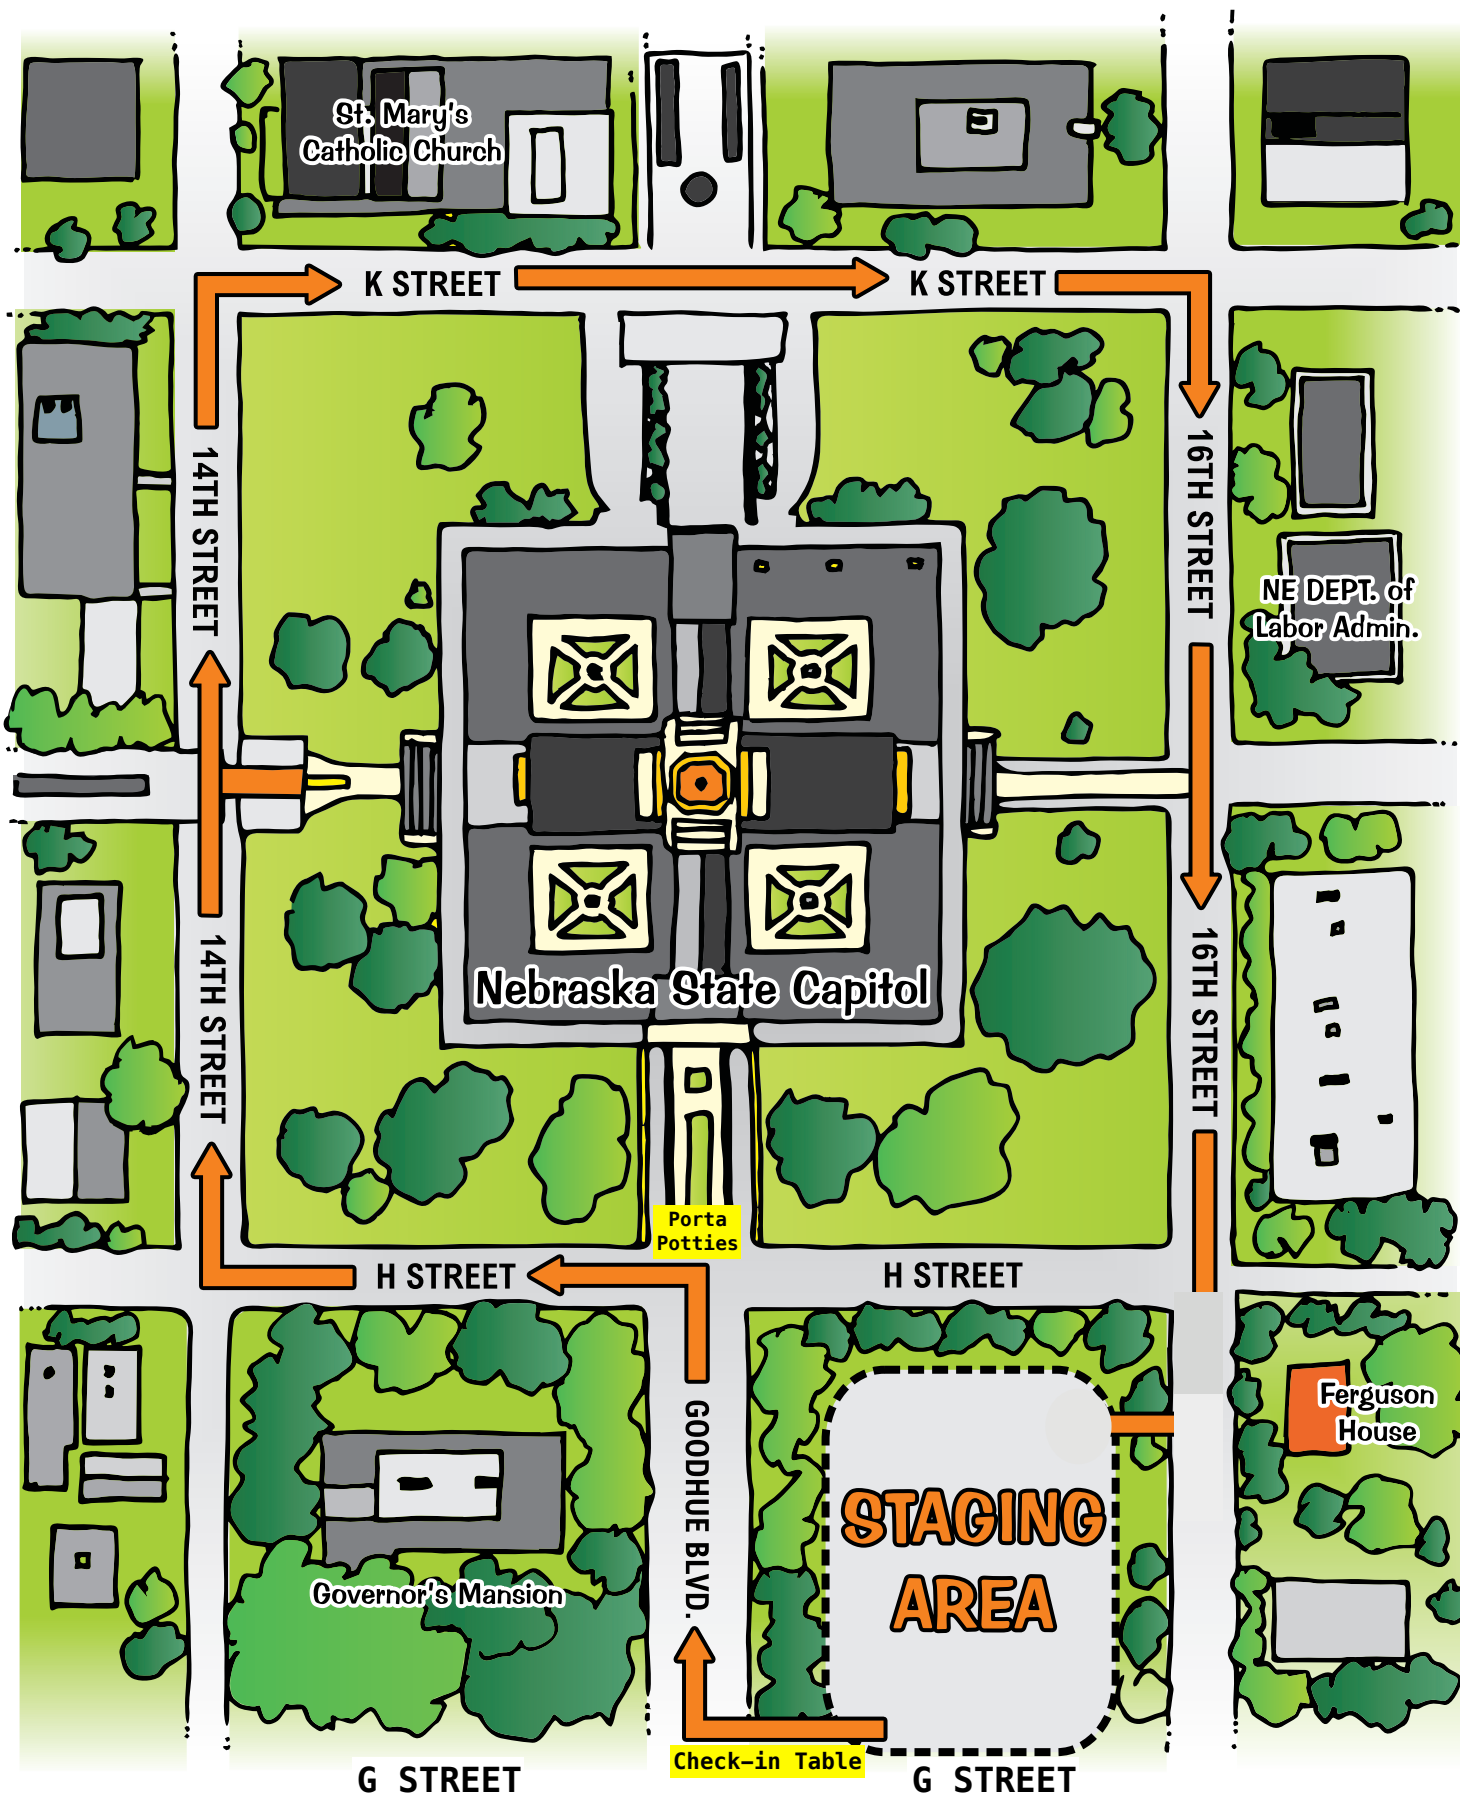 St. Mary's
Catholic Church
K STREET
K STREET
14TH STREET
16TH STREET
NE DEPT. of
Labor Admin.
14TH STREET
16TH STREET
Nebraska State Capitol
Porta
Potties
H STREET
H STREET
GOODHUE BLVD.
Ferguson
House
STAGING
AREA
Governor's Mansion
Check-in Table
G STREET
G STREET